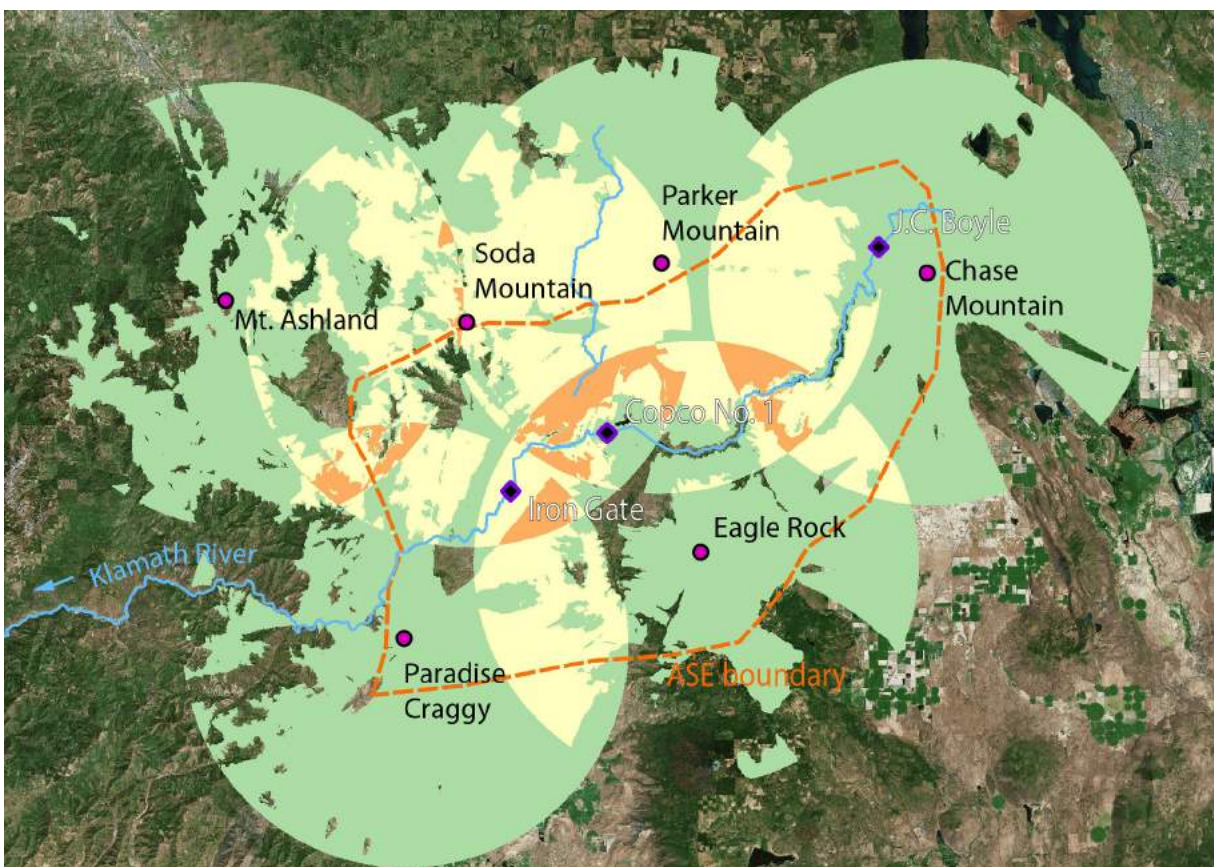 Parker
Mountain
J.C. Boyle
Soda
Mountain
Chase
Mountain
Mt. Ashland
Copco No. 1
Iron Gate
Eagle Rock
Klamath River
Paradise
Craggy
ASE boundary